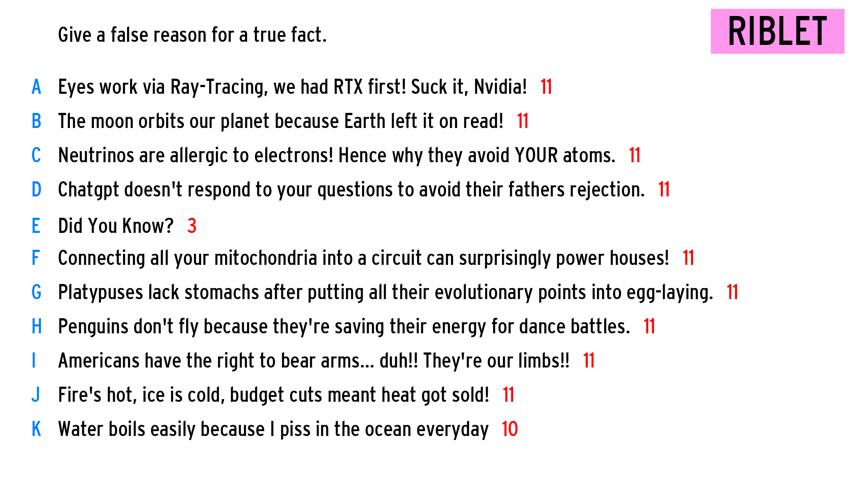 Give a false reason for a true fact.
RIBLET
A Eyes work via Ray-Tracing, we had RTX first! Suck it, Nvidia! 11
B The moon orbits our planet because Earth left it on read! 11
C Neutrinos are allergic to electrons! Hence why they avoid YOUR atoms. 11
D Chatgpt doesn't respond to your questions to avoid their fathers rejection. 11
E Did You Know? 3
F Connecting all your mitochondria into a circuit can surprisingly power houses! 11
G Platypuses lack stomachs after putting all their evolutionary points into egg-laying. 11
H Penguins don't fly because they're saving their energy for dance battles. 11
I Americans have the right to bear arms... duh!! They're our limbs!! 11
J Fire's hot, ice is cold, budget cuts meant heat got sold! 11
K Water boils easily because I piss in the ocean everyday 10